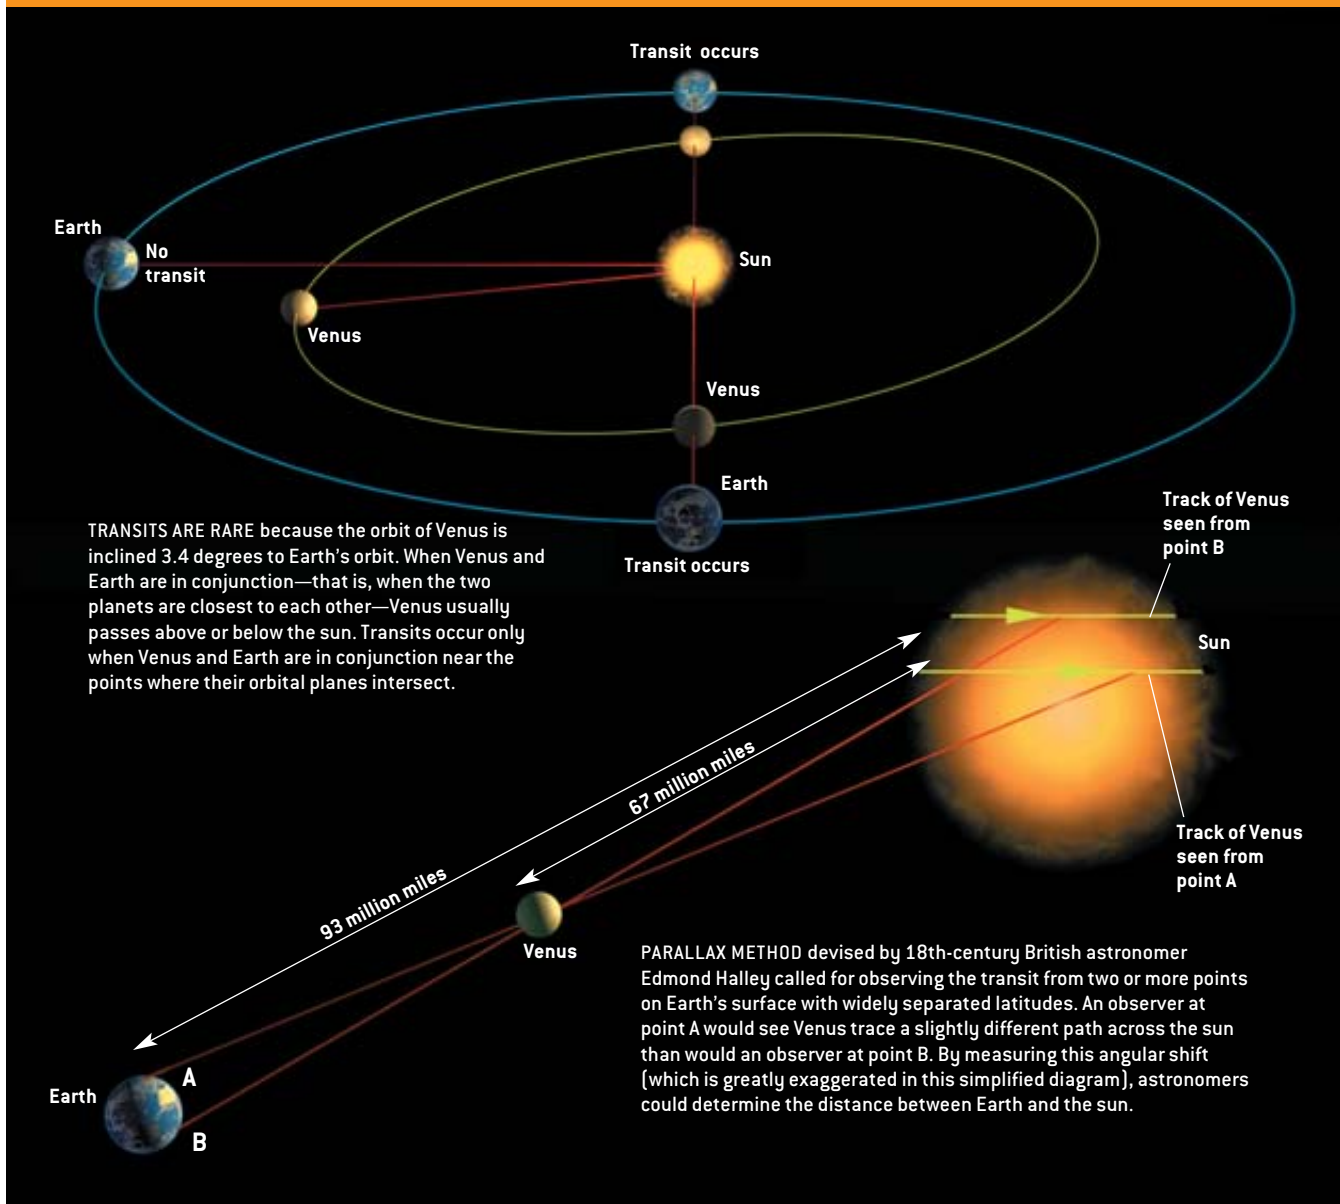 Transit occurs
Earth
No
transit
Sun
Venus
Venus
Earth
Transit occurs
TRANSITS ARE RARE because the orbit of Venus is
inclined 3.4 degrees to Earth’s orbit. When Venus and
Earth are in conjunction—that is, when the two
planets are closest to each other—Venus usually
passes above or below the sun. Transits occur only
when Venus and Earth are in conjunction near the
points where their orbital planes intersect.
Track of Venus
seen from
point B
Sun
67 million miles
93 million miles
Track of Venus
seen from
point A
Venus
Earth
A
B
PARALLAX METHOD devised by 18th-century British astronomer
Edmond Halley called for observing the transit from two or more points
on Earth’s surface with widely separated latitudes. An observer at
point A would see Venus trace a slightly different path across the sun
than would an observer at point B. By measuring this angular shift
(which is greatly exaggerated in this simplified diagram), astronomers
could determine the distance between Earth and the sun.